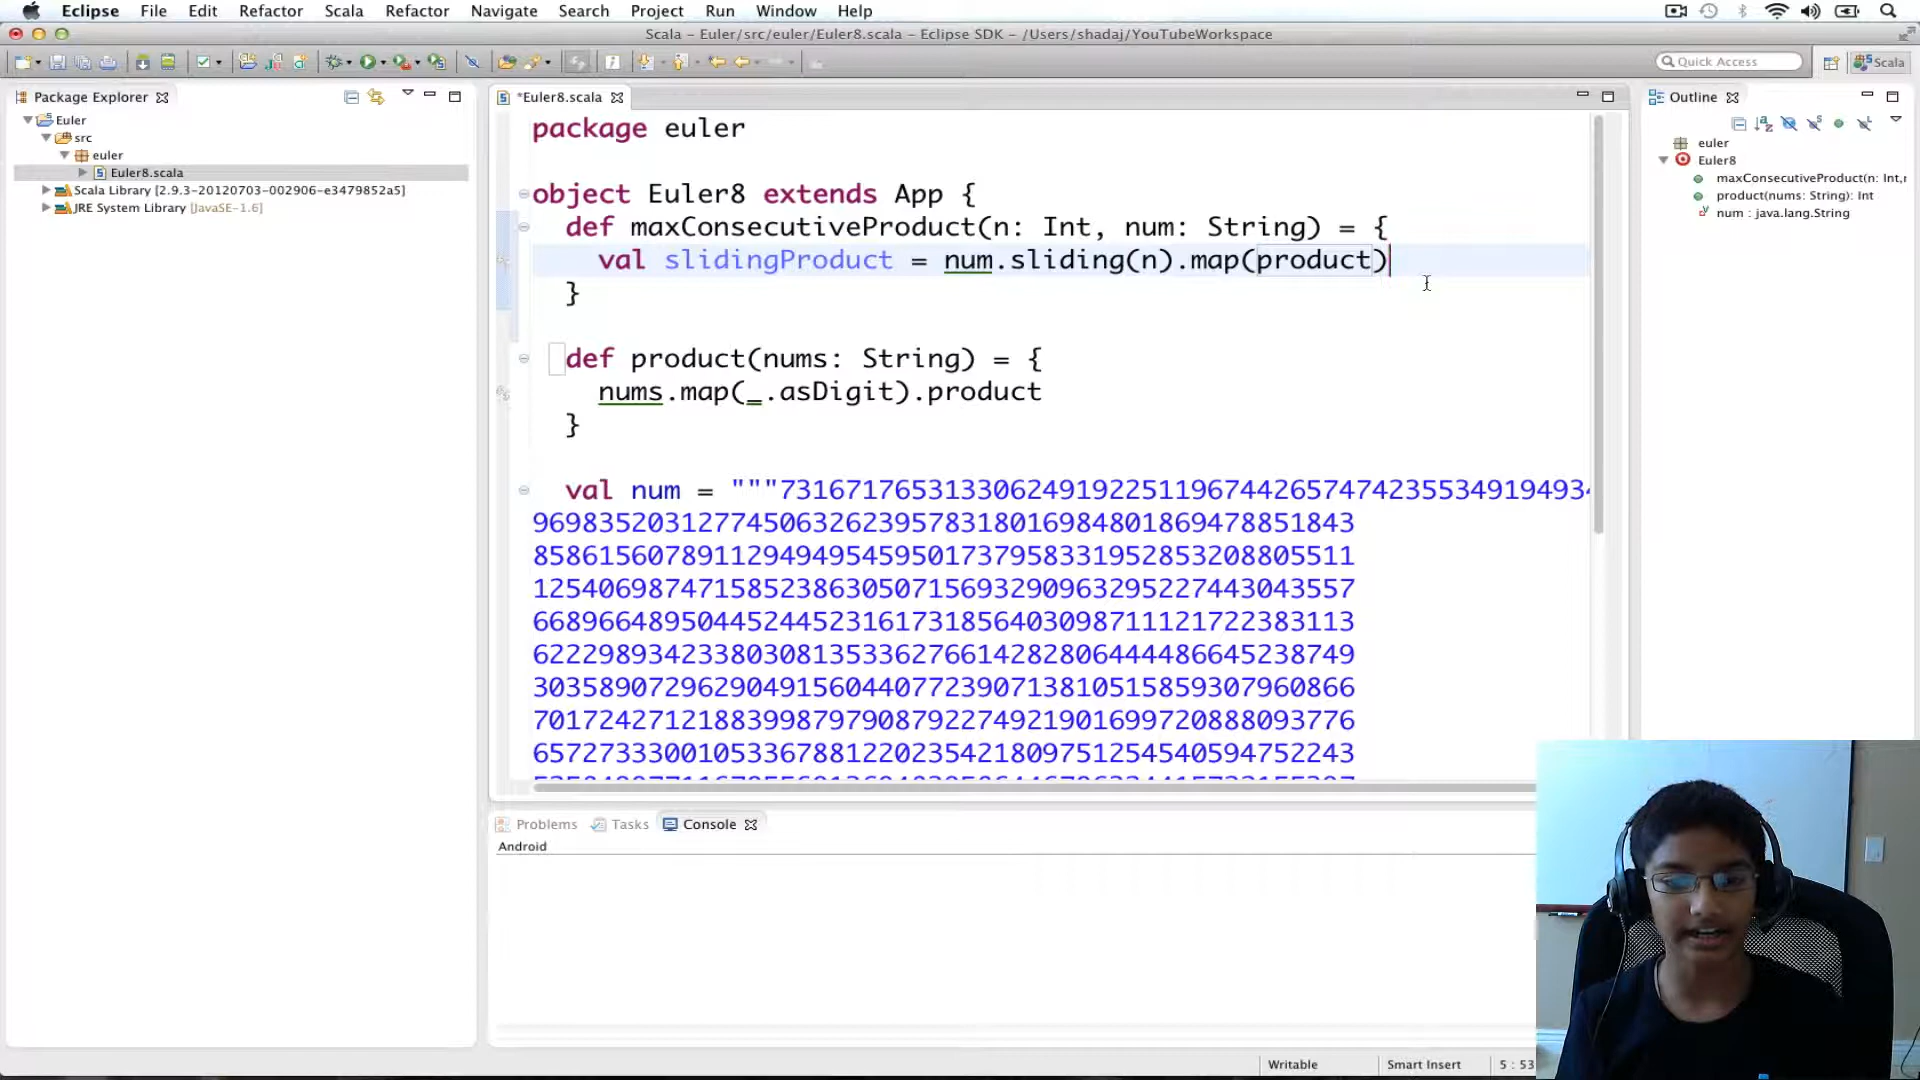 Eclipse File Edit Refactor Scala Refactor Navigate Search Project Run Window Help
Scala – Euler/src/euler/Euler8.scala – Eclipse SDK – /Users/shadaj/YouTubeWorkspace
Quick Access
Scala
Package Explorer
Euler
src
euler
Euler8.scala
Scala Library [2.9.3-20120703-002906-e3479852a5]
JRE System Library [JavaSE-1.6]
*Euler8.scala
package euler
object Euler8 extends App {
def maxConsecutiveProduct(n: Int, num: String) = {
val slidingProduct = num.sliding(n).map(product)
}
def product(nums: String) = {
nums.map(_.asDigit).product
}
val num = """73167176531330624919225119674426574742355349194934
96983520312774506326239578318016984801869478851843
85861560789112949495459501737958331952853208805511
12540698747158523863050715693290963295227443043557
66896648950445244523161731856403098711121722383113
62229893423380308135336276614282806444486645238749
30358907296290491560440772390713810515859307960866
70172427121883998797908792274921901699720888093776
65727333001053367881220235421809751254540594752243
Outline
euler
Euler8
maxConsecutiveProduct(n: Int,
product(nums: String): Int
num : java.lang.String
Problems Tasks Console
Android
Writable Smart Insert 5 : 53